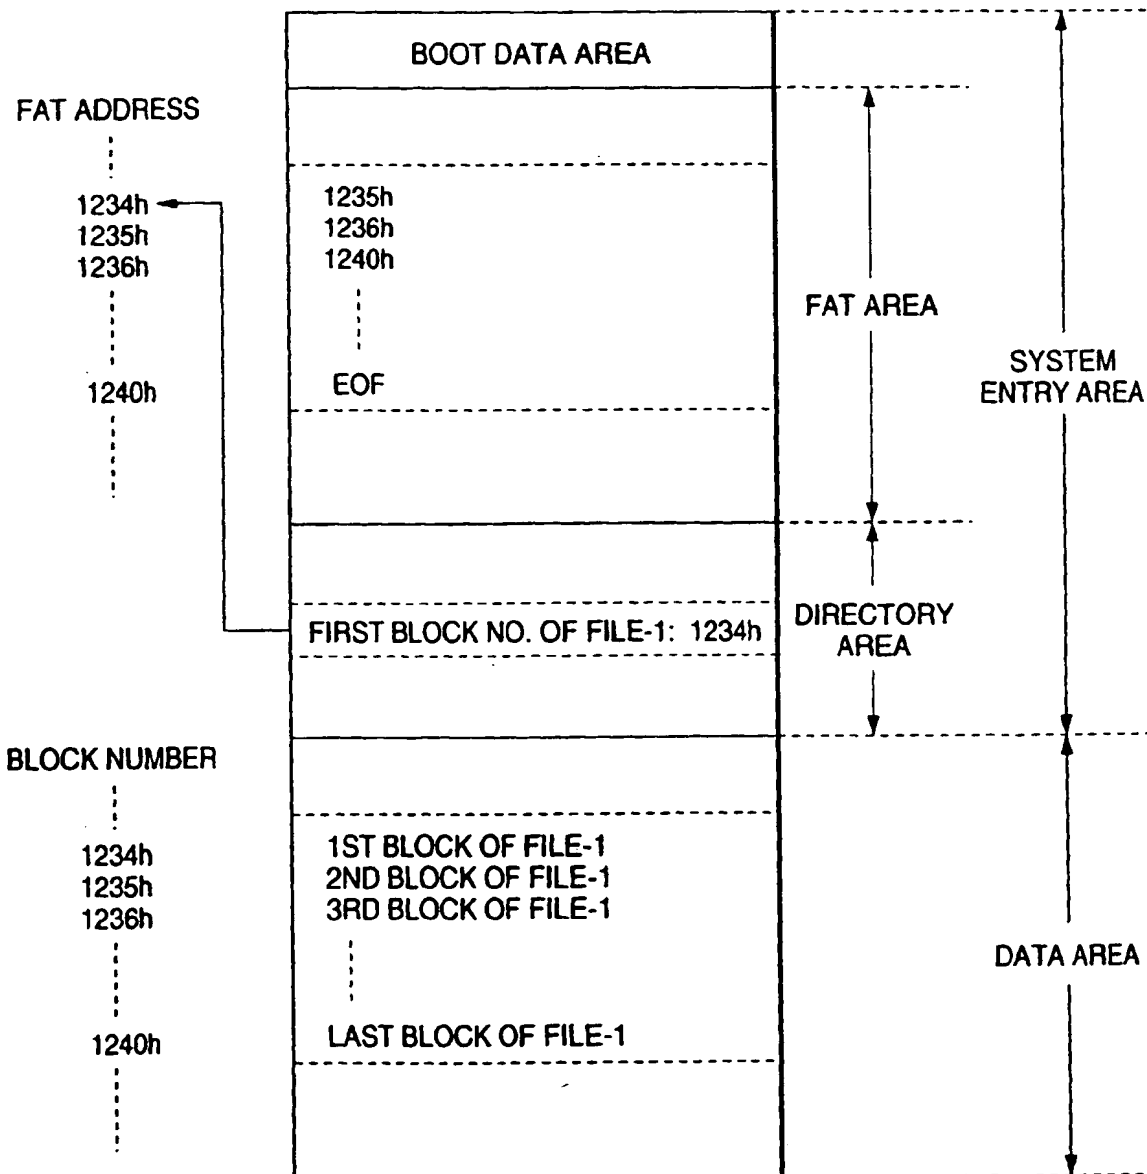 BOOT DATA AREA
FAT ADDRESS
1234h
1235h
1236h
1240h
1235h
1236h
1240h
EOF
FAT AREA
SYSTEM
ENTRY AREA
FIRST BLOCK NO. OF FILE-1: 1234h
DIRECTORY
AREA
BLOCK NUMBER
1234h
1235h
1236h
1240h
1ST BLOCK OF FILE-1
2ND BLOCK OF FILE-1
3RD BLOCK OF FILE-1
LAST BLOCK OF FILE-1
DATA AREA